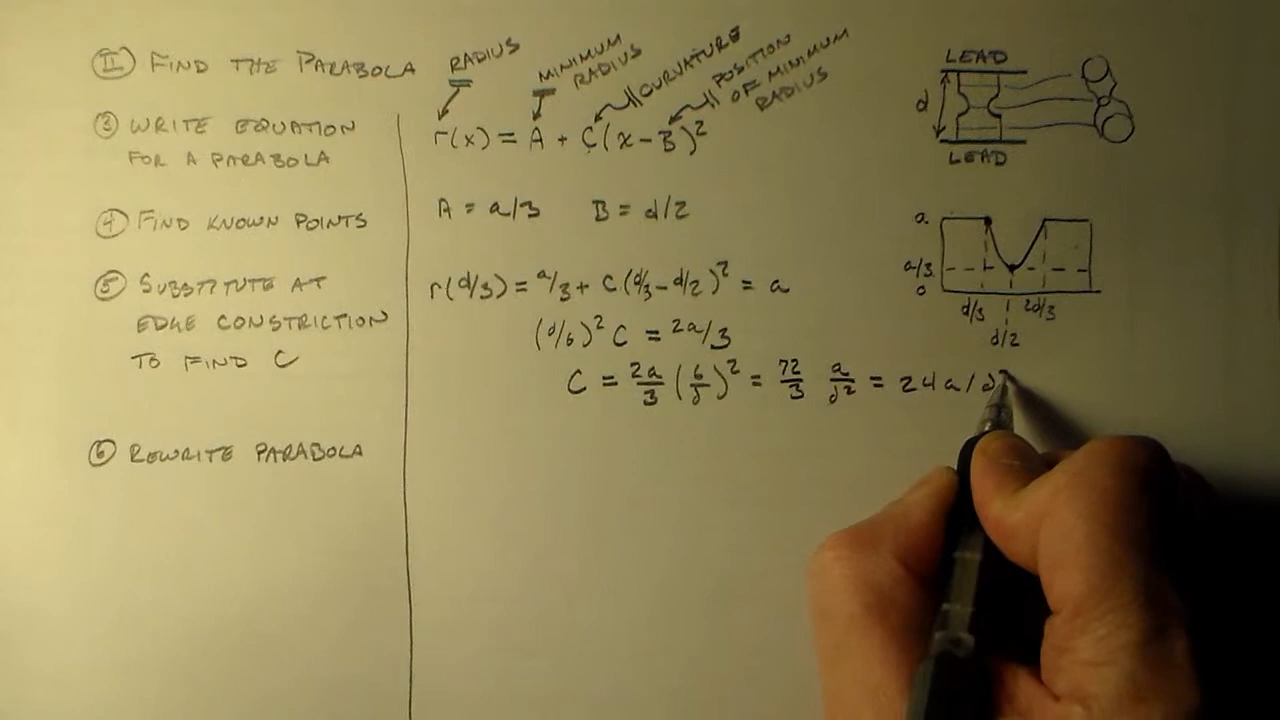 II FIND THE PARABOLA
RADIUS
MINIMUM
RADIUS
CURVATURE
POSITION
OF MINIMUM
RADIUS
3 WRITE EQUATION
FOR A PARABOLA
r(x) = A + C(x - B)²
4 FIND KNOWN POINTS
A = a/3 B = d/2
5 SUBSTITUTE AT
EDGE CONSTRICTION
TO FIND C
r(d/3) = a/3 + C(d/3 - d/2)² = a
(d/6)² C = 2a/3
C = 2a/3 (6/d)² = 72/3 a/d² = 24a/d²
6 REWRITE PARABOLA
LEAD
d
LEAD
a
a/3
0
d/3 2d/3
d/2